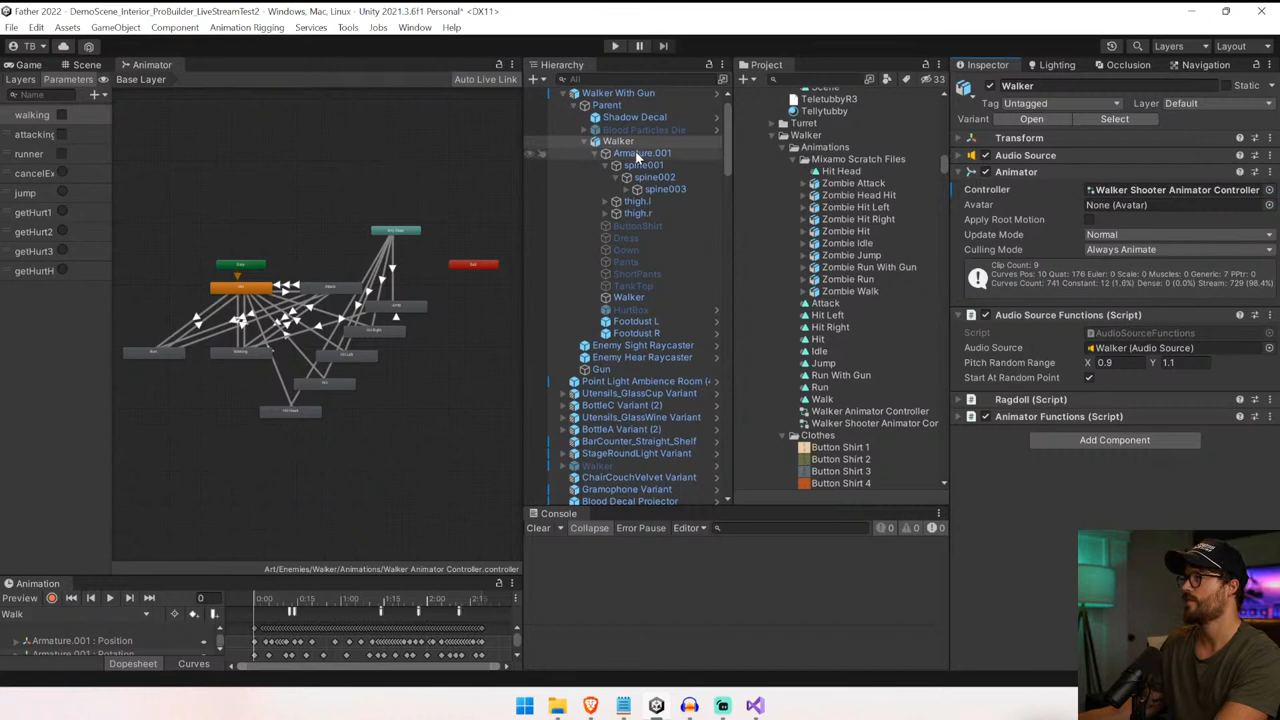 Father 2022 - DemoScene_Interior_ProBuilder_LiveStreamTest2 - Windows, Mac, Linux - Unity 2021.3.6f1 Personal* <DX11>
File Edit Assets GameObject Component Animation Rigging Services Tools Jobs Window Help
TB Layers Layout
Game Scene Animator
Layers Parameters Base Layer Auto Live Link
Name
walking
attacking
runner
cancelEx
jump
getHurt1
getHurt2
getHurt3
getHurtH
Art/Enemies/Walker/Animations/Walker Animator Controller.controller
Animation
Preview 0 0:00 1:00 2:00
Walk
Armature.001 : Position
Armature.001 : Rotation
Dopesheet Curves
Hierarchy
All
Walker With Gun
Parent
Shadow Decal
Blood Particles Die
Walker
Armature.001
spine001
spine002
spine003
thigh.l
thigh.r
ButtonShirt
Dress
Gown
Pants
ShortPants
TankTop
Walker
HurtBox
Footdust L
Footdust R
Enemy Sight Raycaster
Enemy Hear Raycaster
Gun
Point Light Ambience Room (4
Utensils_GlassCup Variant
BottleC Variant (2)
Utensils_GlassWine Variant
BottleA Variant (2)
BarCounter_Straight_Shelf
StageRoundLight Variant
Walker
ChairCouchVelvet Variant
Gramophone Variant
Blood Decal Projector
Project
33
Scene
TeletubbyR3
Tellytubby
Turret
Walker
Animations
Mixamo Scratch Files
Hit Head
Zombie Attack
Zombie Head Hit
Zombie Hit Left
Zombie Hit Right
Zombie Hit
Zombie Idle
Zombie Jump
Zombie Run With Gun
Zombie Run
Zombie Walk
Attack
Hit Left
Hit Right
Hit
Idle
Jump
Run With Gun
Run
Walk
Walker Animator Controller
Walker Shooter Animator Cor
Clothes
Button Shirt 1
Button Shirt 2
Button Shirt 3
Button Shirt 4
Console
Clear Collapse Error Pause Editor 0 0 0
Inspector Lighting Occlusion Navigation
Walker Static
Tag Untagged Layer Default
Variant Open Select
Transform
Audio Source
Animator
Controller Walker Shooter Animator Controller
Avatar None (Avatar)
Apply Root Motion
Update Mode Normal
Culling Mode Always Animate
Clip Count: 9
Curves Pos: 10 Quat: 176 Euler: 0 Scale: 0 Muscles: 0 Generic: 7 PPtr: 0
Curves Count: 741 Constant: 12 (1.6%) Dense: 0 (0.0%) Stream: 729 (98.4%)
Audio Source Functions (Script)
Script AudioSourceFunctions
Audio Source Walker (Audio Source)
Pitch Random Range X 0.9 Y 1.1
Start At Random Point
Ragdoll (Script)
Animator Functions (Script)
Add Component